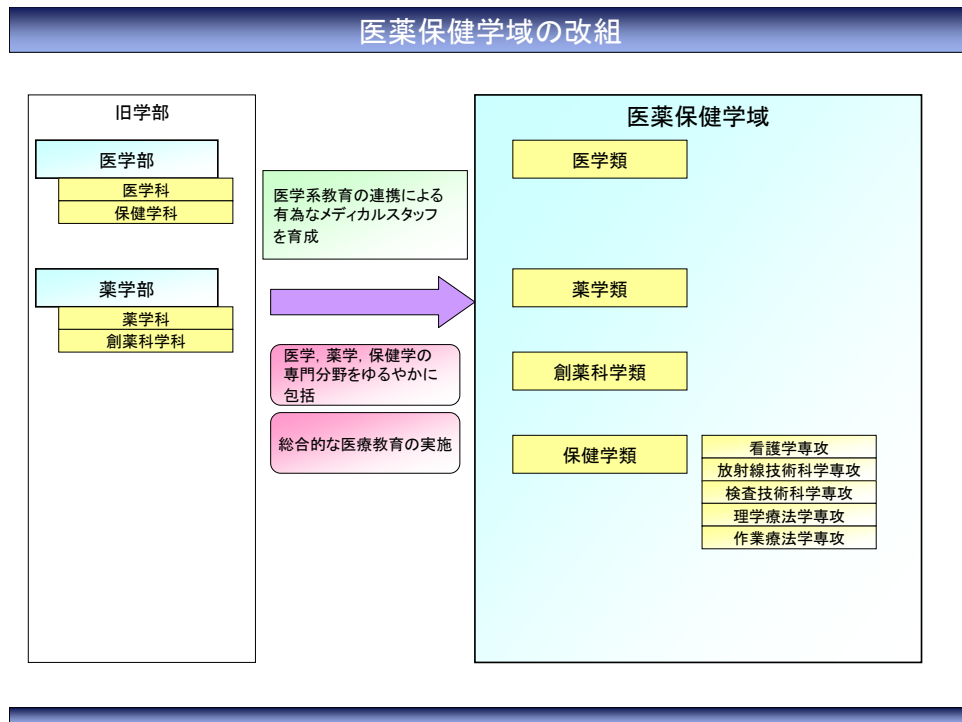 医薬保健学域の改組
旧学部
医学部
医学科
保健学科
薬学部
薬学科
創薬科学科
医学系教育の連携による
有為なメディカルスタッフ
を育成
医学，薬学，保健学の
専門分野をゆるやかに
包括
総合的な医療教育の実施
医薬保健学域
医学類
薬学類
創薬科学類
保健学類
看護学専攻
放射線技術科学専攻
検査技術科学専攻
理学療法学専攻
作業療法学専攻